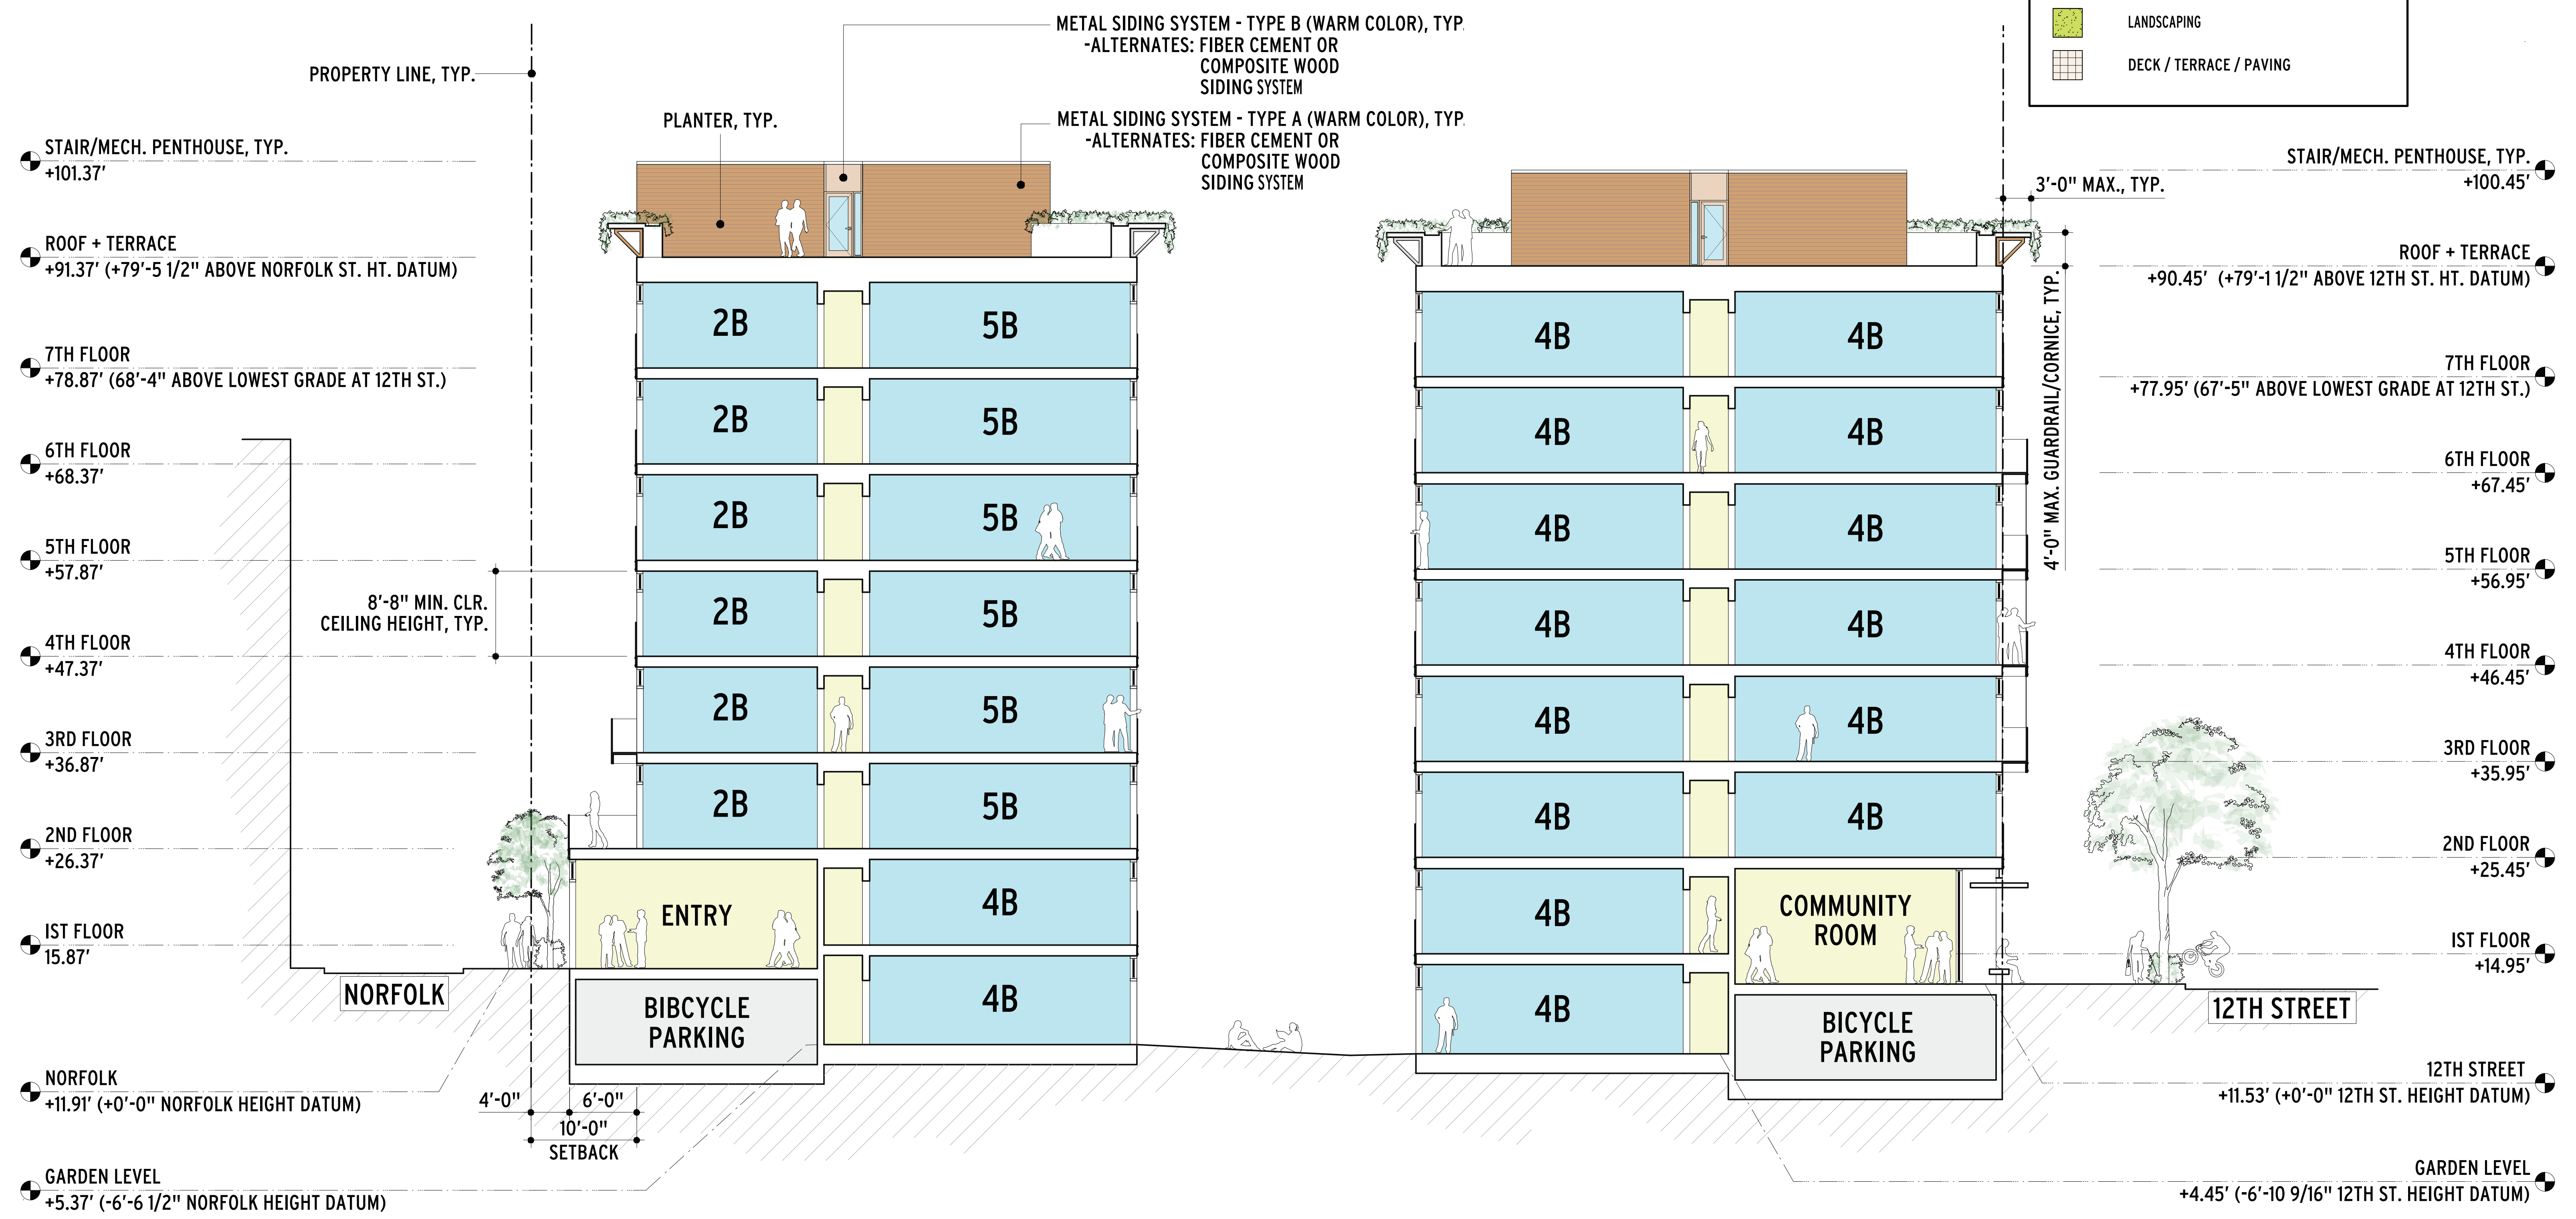 LANDSCAPING
DECK / TERRACE / PAVING
METAL SIDING SYSTEM - TYPE B (WARM COLOR), TYP.
-ALTERNATES: FIBER CEMENT OR
COMPOSITE WOOD
SIDING SYSTEM
PROPERTY LINE, TYP.
PLANTER, TYP.
METAL SIDING SYSTEM - TYPE A (WARM COLOR), TYP.
-ALTERNATES: FIBER CEMENT OR
COMPOSITE WOOD
SIDING SYSTEM
STAIR/MECH. PENTHOUSE, TYP.
+101.37'
ROOF + TERRACE
+91.37' (+79'-5 1/2" ABOVE NORFOLK ST. HT. DATUM)
7TH FLOOR
+78.87' (68'-4" ABOVE LOWEST GRADE AT 12TH ST.)
6TH FLOOR
+68.37'
5TH FLOOR
+57.87'
8'-8" MIN. CLR.
CEILING HEIGHT, TYP.
4TH FLOOR
+47.37'
3RD FLOOR
+36.87'
2ND FLOOR
+26.37'
IST FLOOR
15.87'
NORFOLK
NORFOLK
+11.91' (+0'-0" NORFOLK HEIGHT DATUM)
4'-0"
6'-0"
10'-0"
SETBACK
GARDEN LEVEL
+5.37' (-6'-6 1/2" NORFOLK HEIGHT DATUM)
2B
5B
2B
5B
2B
5B
2B
5B
2B
5B
2B
5B
ENTRY
4B
BIBCYCLE
PARKING
4B
4B
4B
4B
4B
4B
4B
4B
4B
4B
4B
4B
4B
4B
COMMUNITY
ROOM
4B
BICYCLE
PARKING
STAIR/MECH. PENTHOUSE, TYP.
+100.45'
3'-0" MAX., TYP.
4'-0" MAX. GUARDRAIL/CORNICE, TYP.
ROOF + TERRACE
+90.45' (+79'-1 1/2" ABOVE 12TH ST. HT. DATUM)
7TH FLOOR
+77.95' (67'-5" ABOVE LOWEST GRADE AT 12TH ST.)
6TH FLOOR
+67.45'
5TH FLOOR
+56.95'
4TH FLOOR
+46.45'
3RD FLOOR
+35.95'
2ND FLOOR
+25.45'
IST FLOOR
+14.95'
12TH STREET
12TH STREET
+11.53' (+0'-0" 12TH ST. HEIGHT DATUM)
GARDEN LEVEL
+4.45' (-6'-10 9/16" 12TH ST. HEIGHT DATUM)